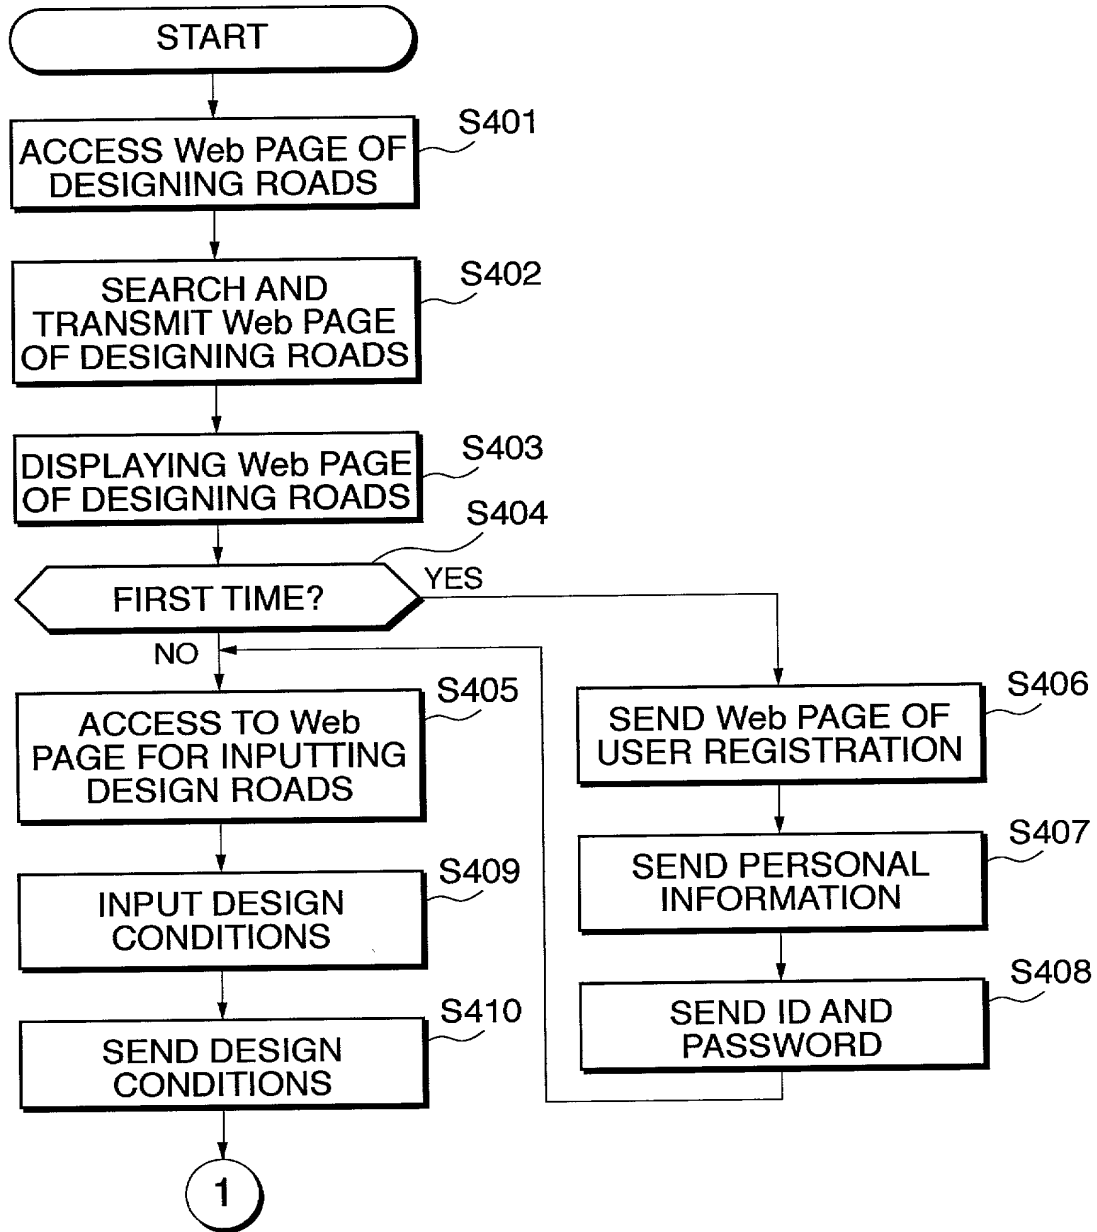 START
S401
ACCESS Web PAGE OF
DESIGNING ROADS
S402
SEARCH AND
TRANSMIT Web PAGE
OF DESIGNING ROADS
S403
DISPLAYING Web PAGE
OF DESIGNING ROADS
S404
FIRST TIME?
YES
NO
S405
ACCESS TO Web
PAGE FOR INPUTTING
DESIGN ROADS
S406
SEND Web PAGE OF
USER REGISTRATION
S407
SEND PERSONAL
INFORMATION
S408
SEND ID AND
PASSWORD
S409
INPUT DESIGN
CONDITIONS
S410
SEND DESIGN
CONDITIONS
1